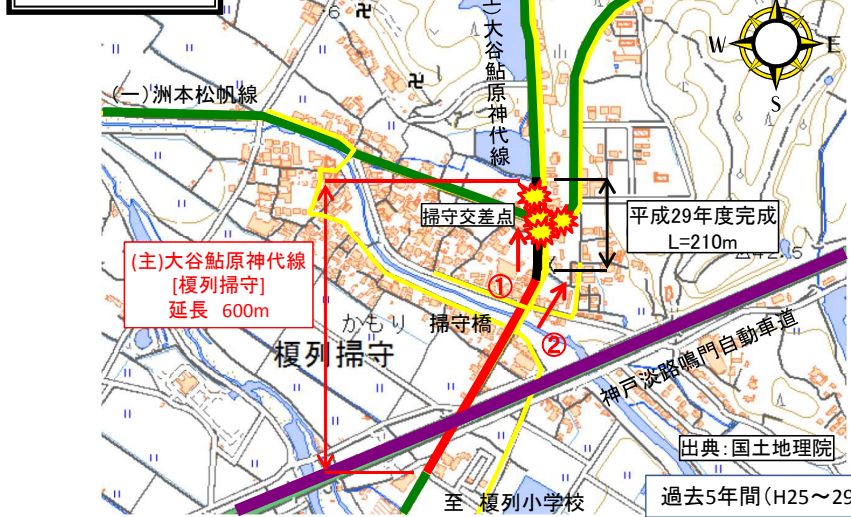 (一)洲本松帆線
(主)大谷鮎原神代線
W
E
S
掃守交差点
平成29年度完成
L=210m
42.5
(主)大谷鮎原神代線
[榎列掃守]
延長 600m
①
②
かもり
掃守橋
榎列掃守
神戸淡路鳴門自動車道
出典:国土地理院
至 榎列小学校
過去5年間(H25~29